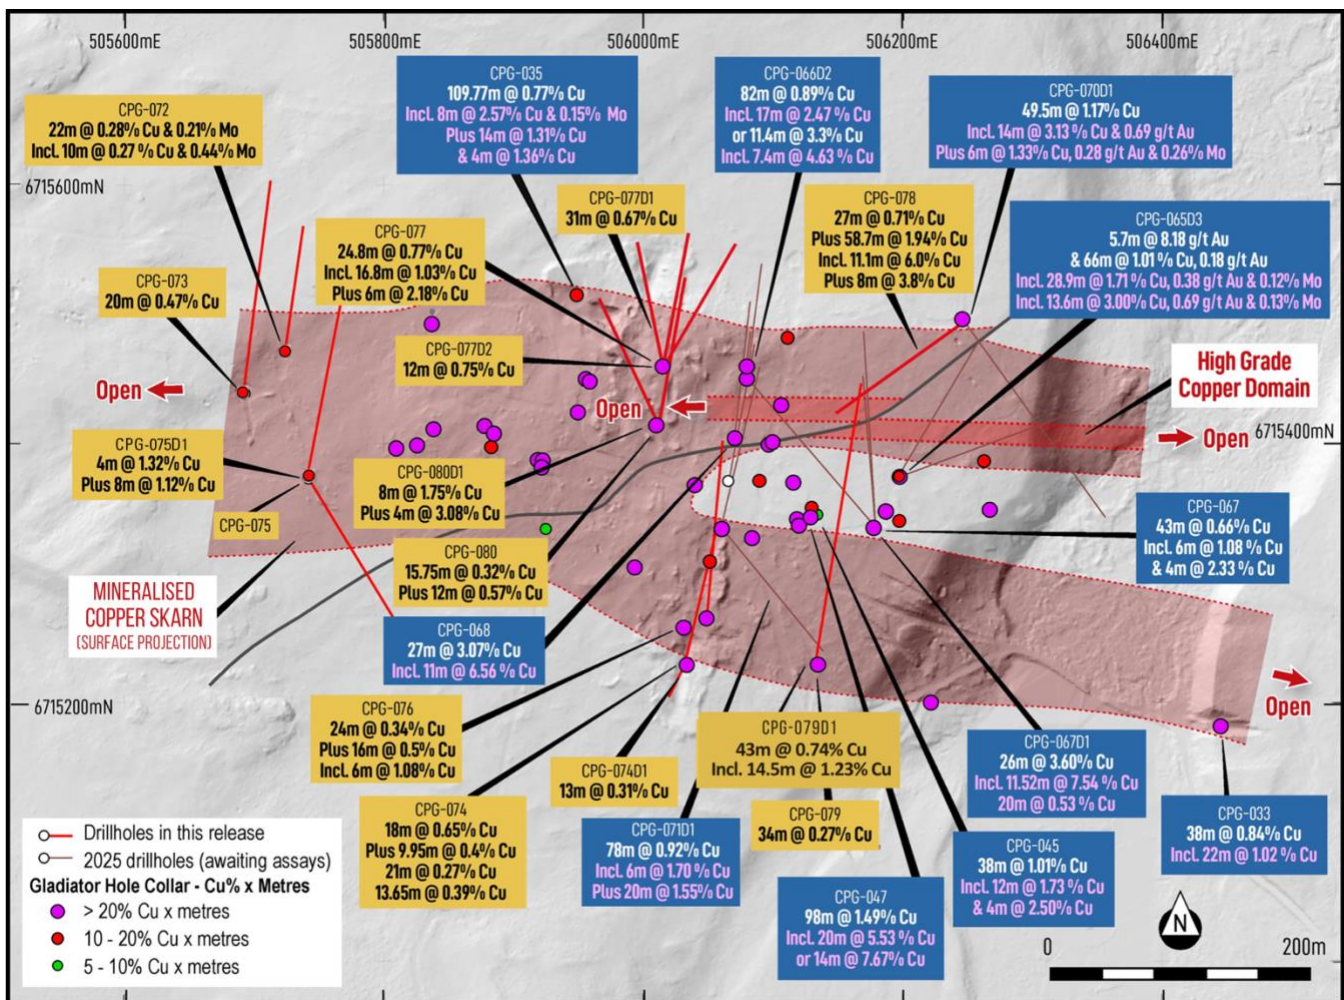 505600mE
505800mE
506000mE
506200mE
506400mE
6715600mN
6715400mN
6715200mN
CPG-072
22m @ 0.28% Cu & 0.21% Mo
Incl. 10m @ 0.27 % Cu & 0.44% Mo
CPG-035
109.77m @ 0.77% Cu
Incl. 8m @ 2.57% Cu & 0.15% Mo
Plus 14m @ 1.31% Cu
& 4m @ 1.36% Cu
CPG-066D2
82m @ 0.89% Cu
Incl. 17m @ 2.47 % Cu
or 11.4m @ 3.3% Cu
Incl. 7.4m @ 4.63 % Cu
CPG-070D1
49.5m @ 1.17% Cu
Incl. 14m @ 3.13 % Cu & 0.69 g/t Au
Plus 6m @ 1.33% Cu, 0.28 g/t Au & 0.26% Mo
CPG-077D1
31m @ 0.67% Cu
CPG-078
27m @ 0.71% Cu
Plus 58.7m @ 1.94% Cu
Incl. 11.1m @ 6.0% Cu
Plus 8m @ 3.8% Cu
CPG-065D3
5.7m @ 8.18 g/t Au
& 66m @ 1.01 % Cu, 0.18 g/t Au
Incl. 28.9m @ 1.71 % Cu, 0.38 g/t Au & 0.12% Mo
Incl. 13.6m @ 3.00% Cu, 0.69 g/t Au & 0.13% Mo
CPG-077
24.8m @ 0.77% Cu
Incl. 16.8m @ 1.03% Cu
Plus 6m @ 2.18% Cu
CPG-073
20m @ 0.47% Cu
CPG-077D2
12m @ 0.75% Cu
High Grade
Copper Domain
Open
Open
Open
CPG-075D1
4m @ 1.32% Cu
Plus 8m @ 1.12% Cu
CPG-080D1
8m @ 1.75% Cu
Plus 4m @ 3.08% Cu
CPG-075
CPG-067
43m @ 0.66% Cu
Incl. 6m @ 1.08 % Cu
& 4m @ 2.33 % Cu
CPG-080
15.75m @ 0.32% Cu
Plus 12m @ 0.57% Cu
MINERALISED
COPPER SKARN
(SURFACE PROJECTION)
CPG-068
27m @ 3.07% Cu
Incl. 11m @ 6.56 % Cu
Open
CPG-076
24m @ 0.34% Cu
Plus 16m @ 0.5% Cu
Incl. 6m @ 1.08% Cu
CPG-079D1
43m @ 0.74% Cu
Incl. 14.5m @ 1.23% Cu
CPG-067D1
26m @ 3.60% Cu
Incl. 11.52m @ 7.54 % Cu
20m @ 0.53 % Cu
CPG-074D1
13m @ 0.31% Cu
CPG-074
18m @ 0.65% Cu
Plus 9.95m @ 0.4% Cu
21m @ 0.27% Cu
13.65m @ 0.39% Cu
CPG-079
34m @ 0.27% Cu
CPG-033
38m @ 0.84% Cu
Incl. 22m @ 1.02 % Cu
CPG-071D1
78m @ 0.92% Cu
Incl. 6m @ 1.70 % Cu
Plus 20m @ 1.55% Cu
CPG-045
38m @ 1.01% Cu
Incl. 12m @ 1.73 % Cu
& 4m @ 2.50% Cu
CPG-047
98m @ 1.49% Cu
Incl. 20m @ 5.53 % Cu
or 14m @ 7.67% Cu
Drillholes in this release
2025 drillholes (awaiting assays)
Gladiator Hole Collar - Cu% x Metres
> 20% Cu x metres
10 - 20% Cu x metres
5 - 10% Cu x metres
N
0
200m